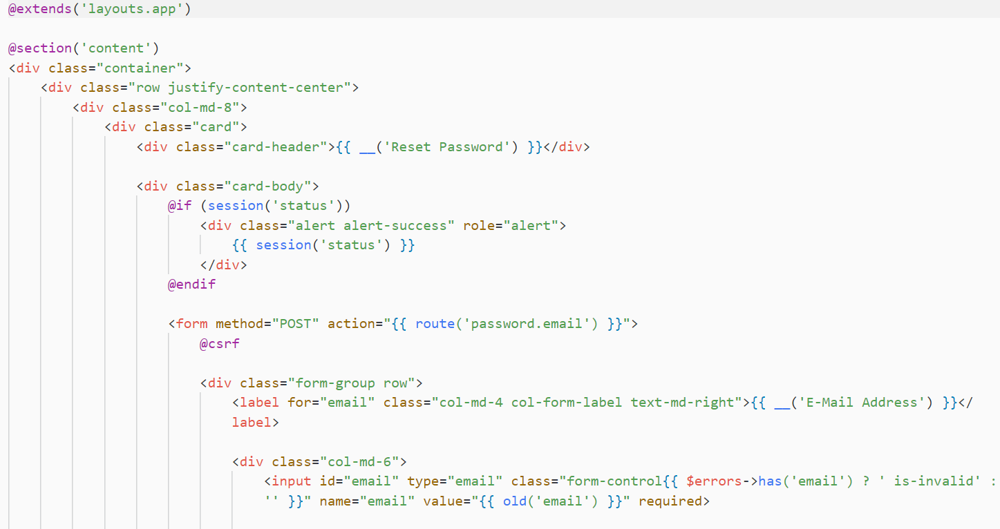 @extends('layouts.app')
@section('content')
<div class="container">
<div class="row justify-content-center">
<div class="col-md-8">
<div class="card">
<div class="card-header">{{ __('Reset Password') }}</div>
<div class="card-body">
@if (session('status'))
<div class="alert alert-success" role="alert">
{{ session('status') }}
</div>
@endif
<form method="POST" action="{{ route('password.email') }}">
@csrf
<div class="form-group row">
<label for="email" class="col-md-4 col-form-label text-md-right">{{ __('E-Mail Address') }}</
label>
<div class="col-md-6">
<input id="email" type="email" class="form-control{{ $errors->has('email') ? ' is-invalid' :
'' }}" name="email" value="{{ old('email') }}" required>